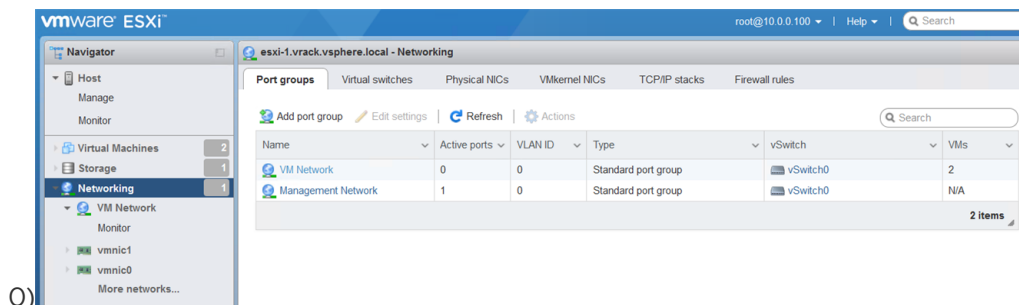 vmware ESXi™
root@10.0.0.100 | Help | Search
Navigator
esxi-1.vrack.vsphere.local - Networking
Host
Manage
Monitor
Virtual Machines 2
Storage 1
Networking 1
VM Network
Monitor
vmnic1
vmnic0
More networks...
Port groups Virtual switches Physical NICs VMkernel NICs TCP/IP stacks Firewall rules
Add port group Edit settings | Refresh | Actions
Search
Name Active ports VLAN ID Type vSwitch VMs
VM Network 0 0 Standard port group vSwitch0 2
Management Network 1 0 Standard port group vSwitch0 N/A
2 items
O)